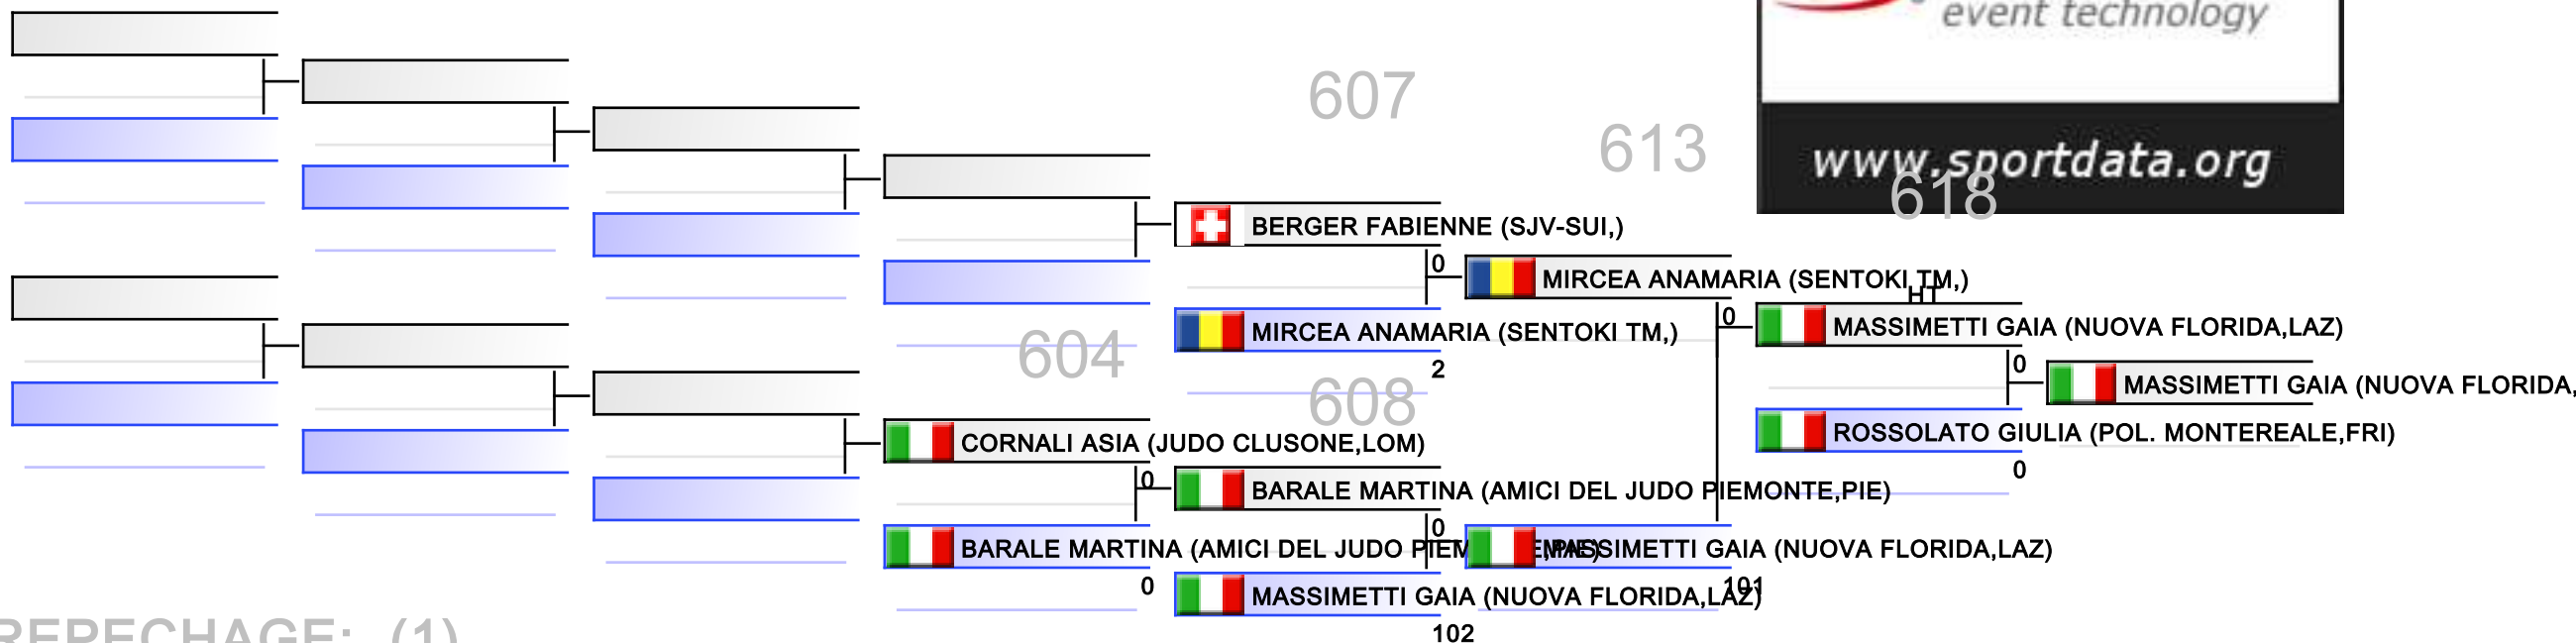 event technology
www.sportdata.org
607
613
618
BERGER FABIENNE (SJV-SUI,)
0
MIRCEA ANAMARIA (SENTOKI TM,)
HT
0
MASSIMETTI GAIA (NUOVA FLORIDA,LAZ)
MIRCEA ANAMARIA (SENTOKI TM,)
2
604
608
0
MASSIMETTI GAIA (NUOVA FLORIDA,
ROSSOLATO GIULIA (POL. MONTEREALE,FRI)
0
CORNALI ASIA (JUDO CLUSONE,LOM)
0
BARALE MARTINA (AMICI DEL JUDO PIEMONTE,PIE)
0
BARALE MARTINA (AMICI DEL JUDO PIEMONTE,PIE)
MASSIMETTI GAIA (NUOVA FLORIDA,LAZ)
0
101
MASSIMETTI GAIA (NUOVA FLORIDA,LAZ)
102
REPECHAGE: (1)